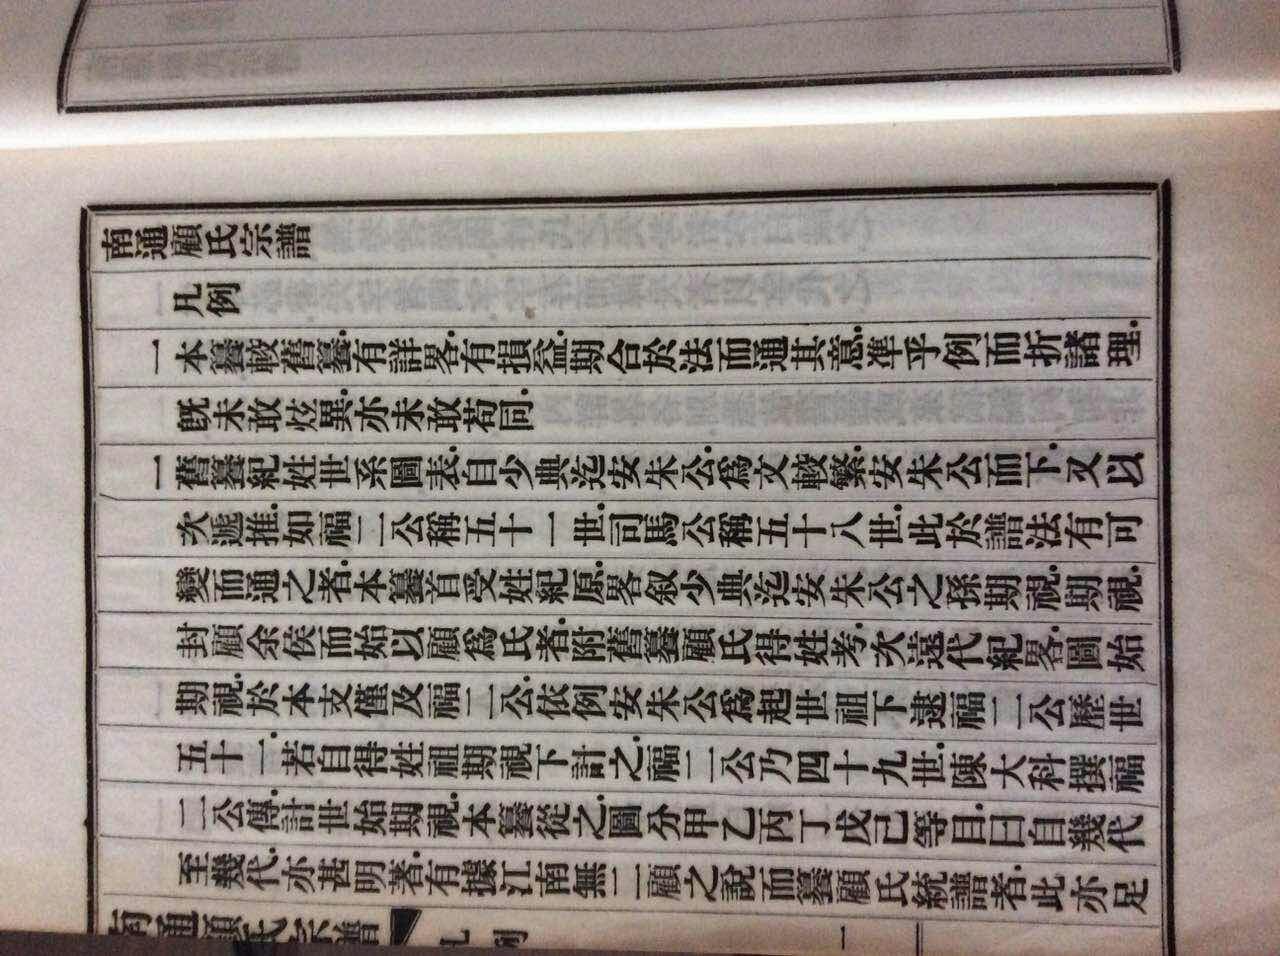 南通顧氏宗譜
凡例
一本纂較舊纂.有詳畧.有損益.期合於法而通其意.凖乎例而折諸理.
旣未敢炫異.亦未敢苟同.
一舊纂紀姓世系圖表.自少典迄安朱公.爲文較繁.安朱公而下.又以
次遞推.如福二公稱五十一世.司馬公稱五十八世.此於譜法有可
變而通之者.本纂首受姓紀原.畧叙少典迄安朱公之孫期視.期視.
封顧余侯而始以顧爲氏者.附舊纂顧氏得姓考.次遠代紀畧.圖始
期視.於本支僅及福二公.依例安朱公爲起世祖下逮福二公歷世
五十一.若自得姓祖期視下計之.福二公乃四十九世.陳大科撰福
二公傳.計世始期視.本纂從之.圖分甲乙丙丁戊己等目.曰自幾代
至幾代.亦甚明著.有據江南無二顧之說而纂顧氏統譜者.此亦足
南通顧氏宗譜
凡例
一